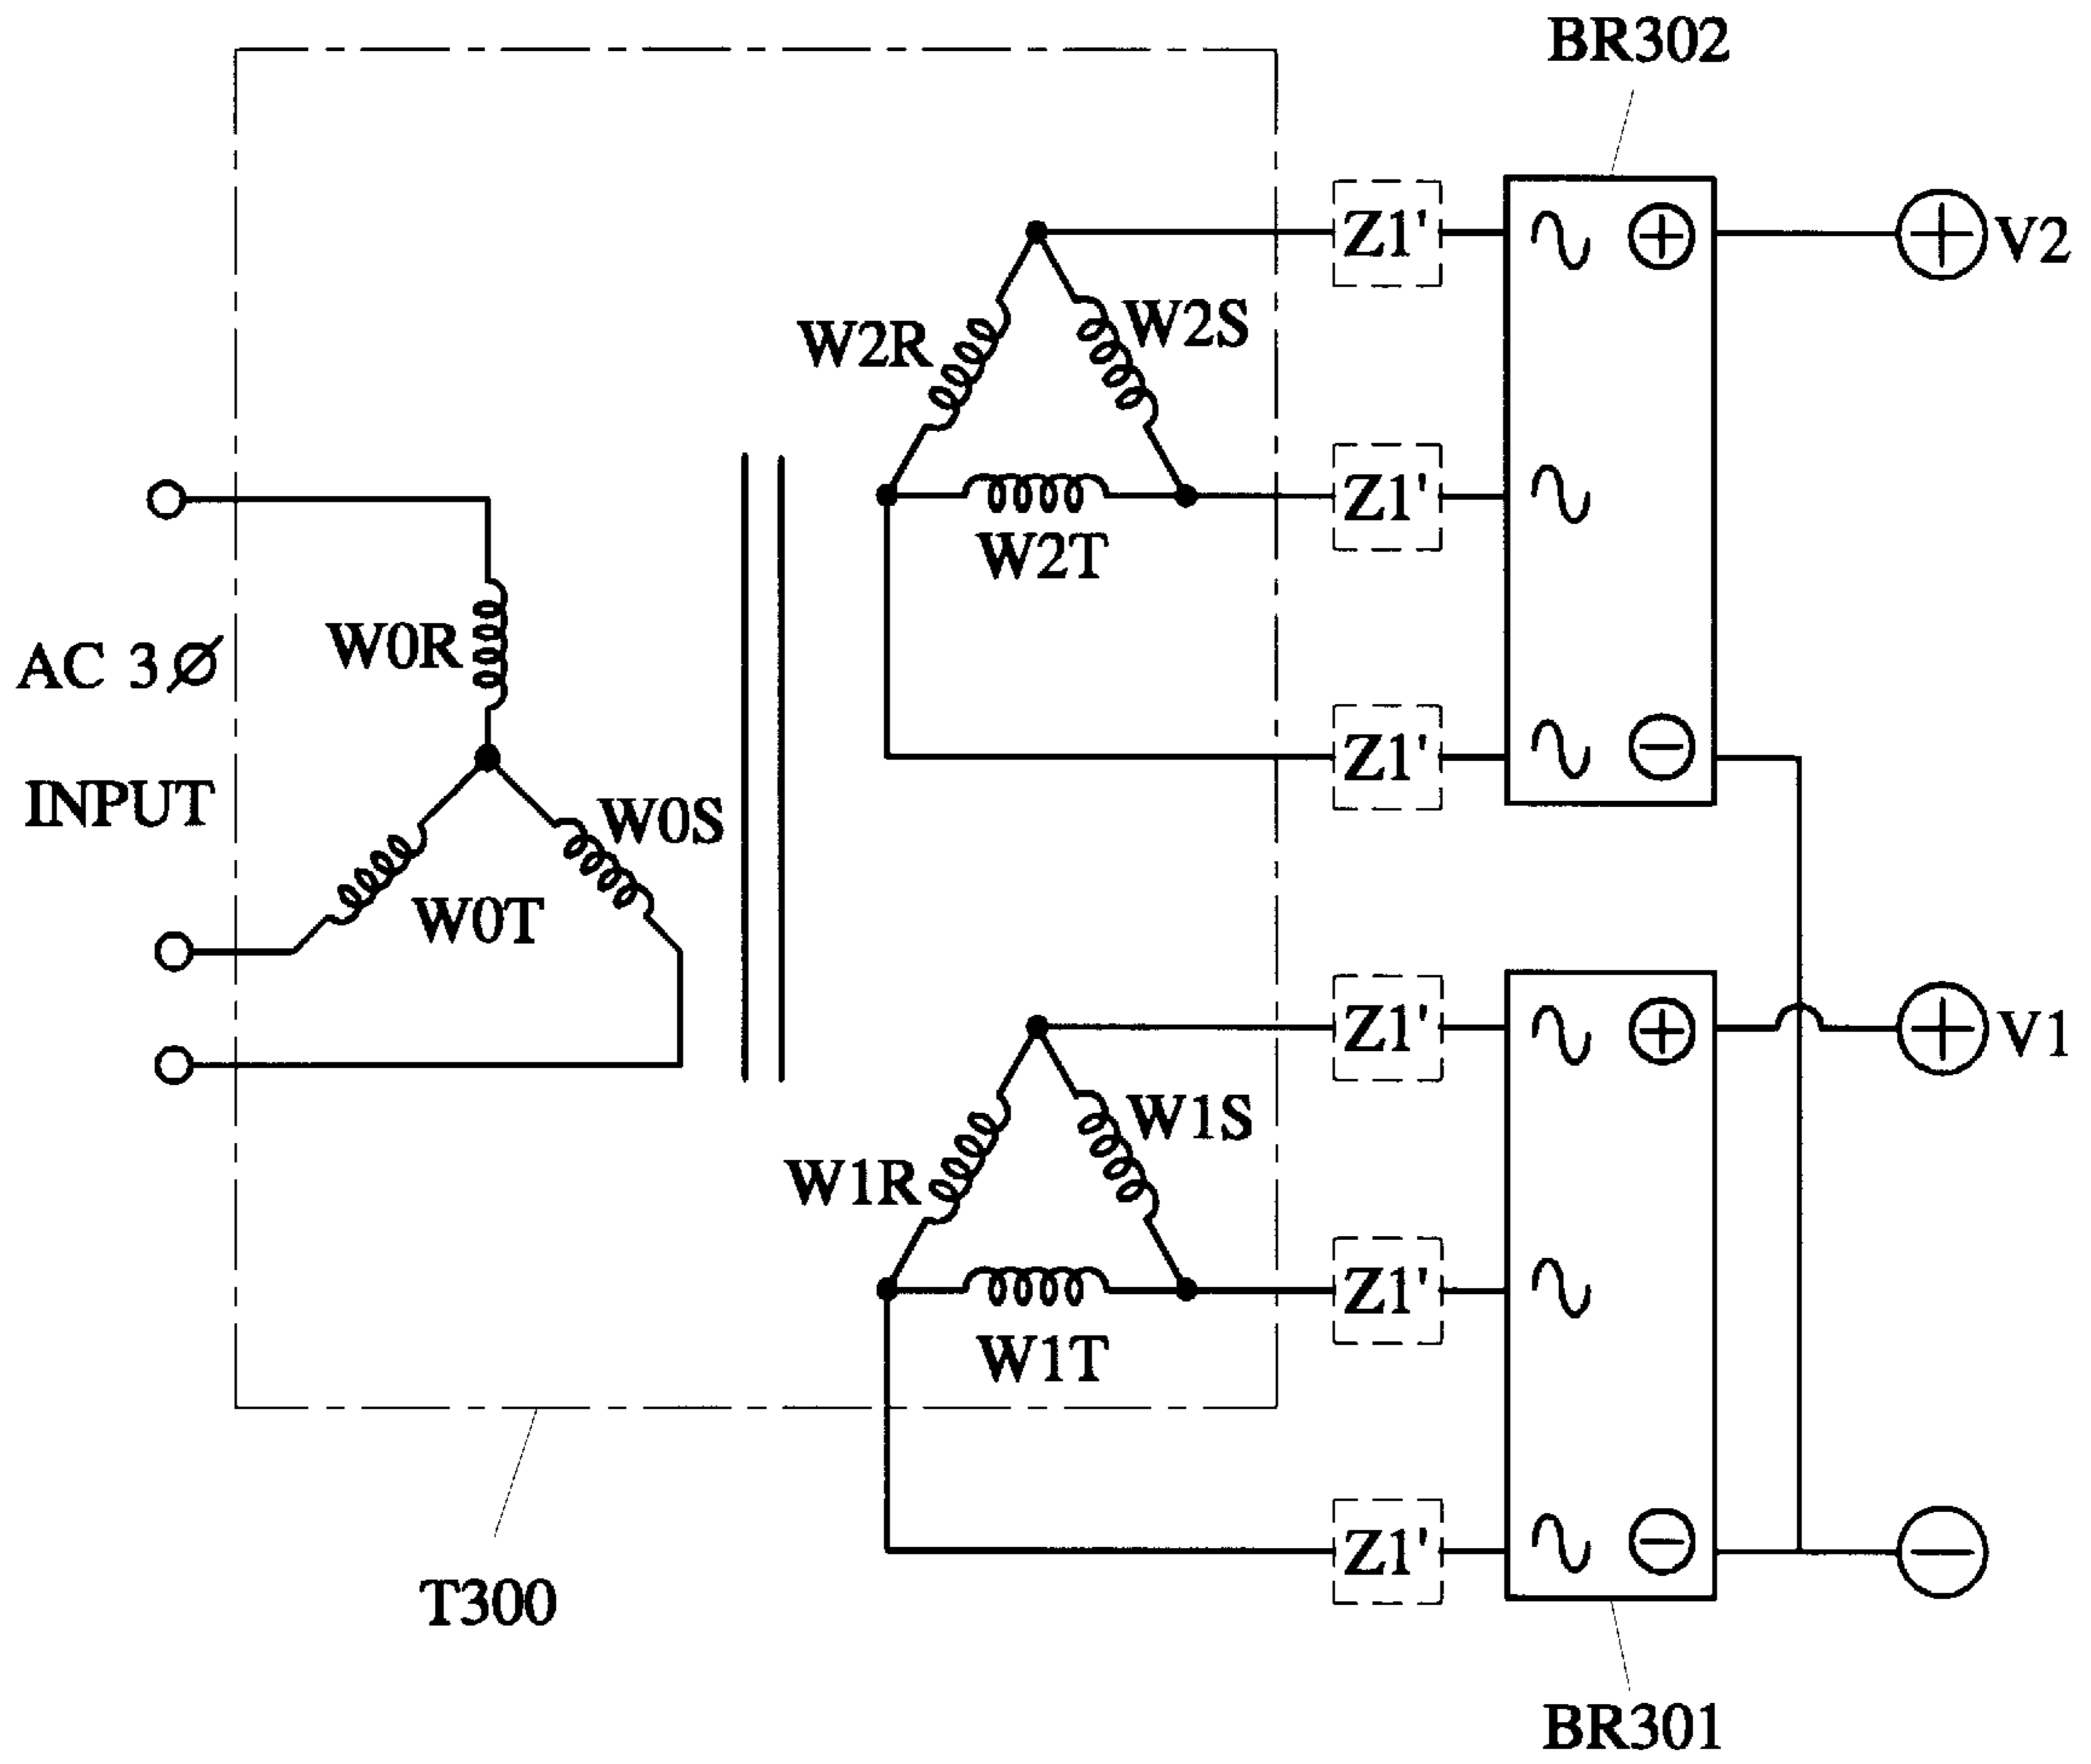 BR302
Z1'
V2
W2R
W2S
Z1'
W2T
W0R
AC 3∅
Z1'
INPUT
W0S
W0T
Z1'
V1
W1S
W1R
Z1'
W1T
Z1'
T300
BR301